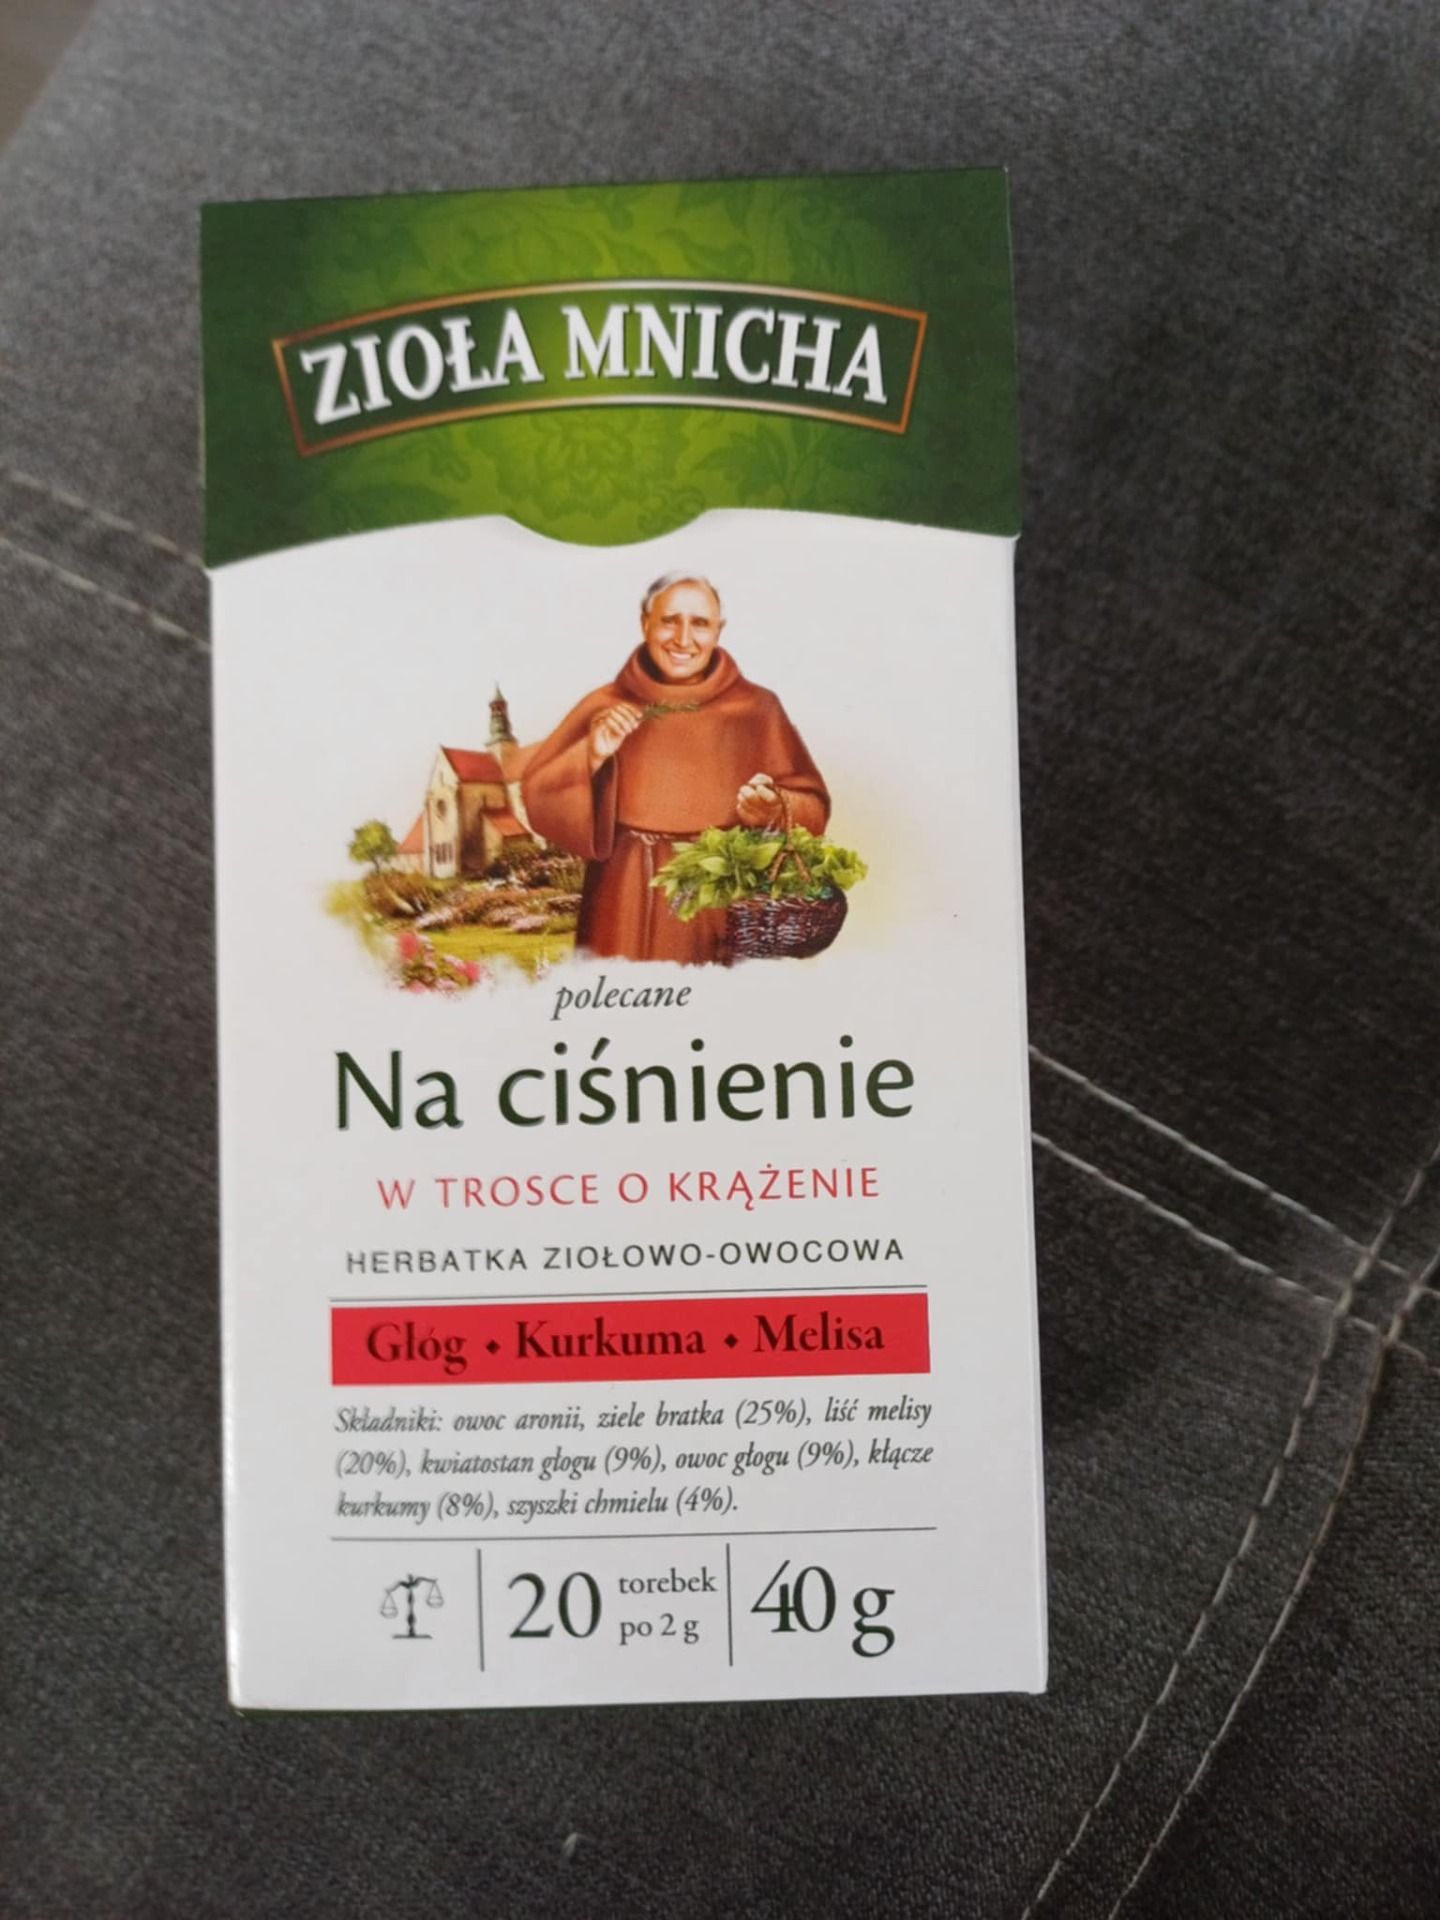 ZIOŁA MNICHA
polecane
Na ciśnienie
W TROSCE O KRĄŻENIE
HERBATKA ZIOŁOWO-OWOCOWA
Głóg • Kurkuma • Melisa
Składniki: owoc aronii, ziele bratka (25%), liść melisy
(20%), kwiatostan głogu (9%), owoc głogu (9%), kłącze
kurkumy (8%), szyszki chmielu (4%).
20 torebek
po 2 g
40 g